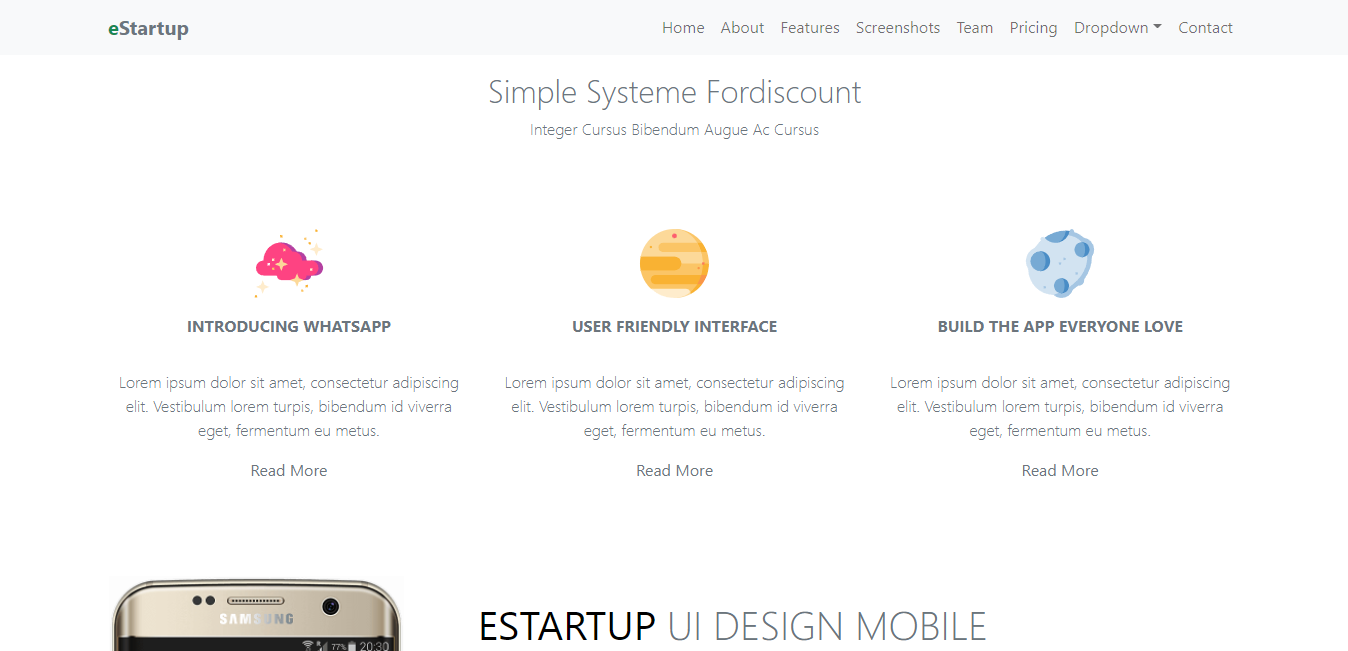 eStartup
Home About Features Screenshots Team Pricing Dropdown Contact
Simple Systeme Fordiscount
Integer Cursus Bibendum Augue Ac Cursus
INTRODUCING WHATSAPP
Lorem ipsum dolor sit amet, consectetur adipiscing
elit. Vestibulum lorem turpis, bibendum id viverra
eget, fermentum eu metus.
Read More
USER FRIENDLY INTERFACE
Lorem ipsum dolor sit amet, consectetur adipiscing
elit. Vestibulum lorem turpis, bibendum id viverra
eget, fermentum eu metus.
Read More
BUILD THE APP EVERYONE LOVE
Lorem ipsum dolor sit amet, consectetur adipiscing
elit. Vestibulum lorem turpis, bibendum id viverra
eget, fermentum eu metus.
Read More
SAMSUNG
77% 20:30
ESTARTUP UI DESIGN MOBILE